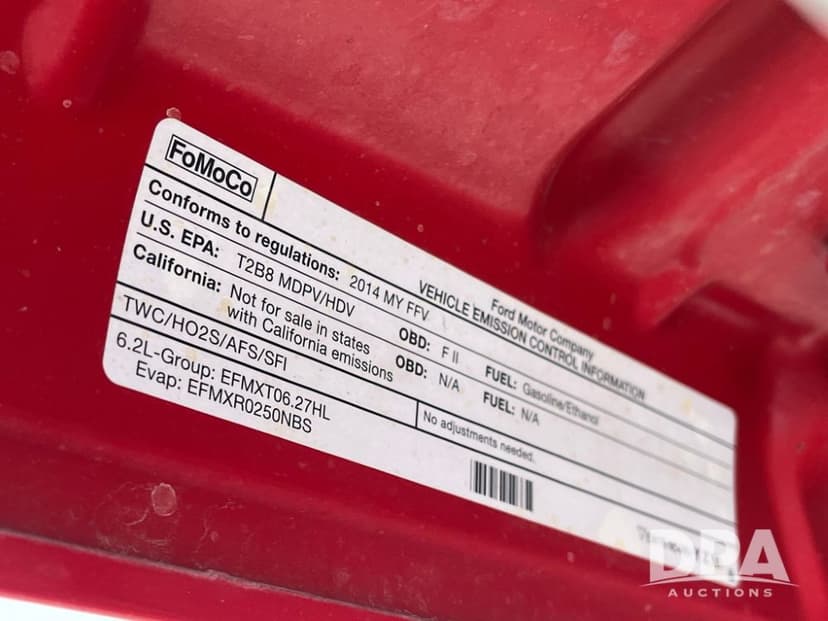 FoMoCo
Ford Motor Company
VEHICLE EMISSION CONTROL INFORMATION
Conforms to regulations: 2014 MY FFV
U.S. EPA: T2B8 MDPV/HDV OBD: F II FUEL: Gasoline/Ethanol
California: Not for sale in states with California emissions OBD: N/A FUEL: N/A
TWC/HO2S/AFS/SFI
No adjustments needed.
6.2L-Group: EFMXT06.27HL
Evap: EFMXR0250NBS
DRA
AUCTIONS